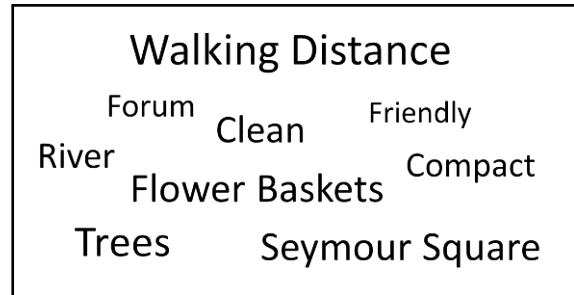 Walking Distance
Forum
Friendly
Clean
River
Compact
Flower Baskets
Trees
Seymour Square